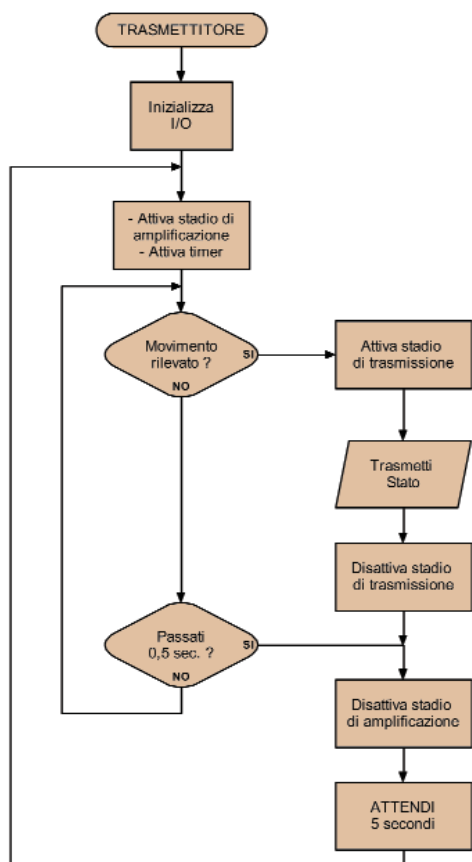 TRASMETTITORE
Inizializza
I/O
- Attiva stadio di
amplificazione
- Attiva timer
Movimento
rilevato ?
SI
NO
Attiva stadio
di trasmissione
Trasmetti
Stato
Disattiva stadio
di trasmissione
Passati
0,5 sec. ?
SI
NO
Disattiva stadio
di amplificazione
ATTENDI
5 secondi